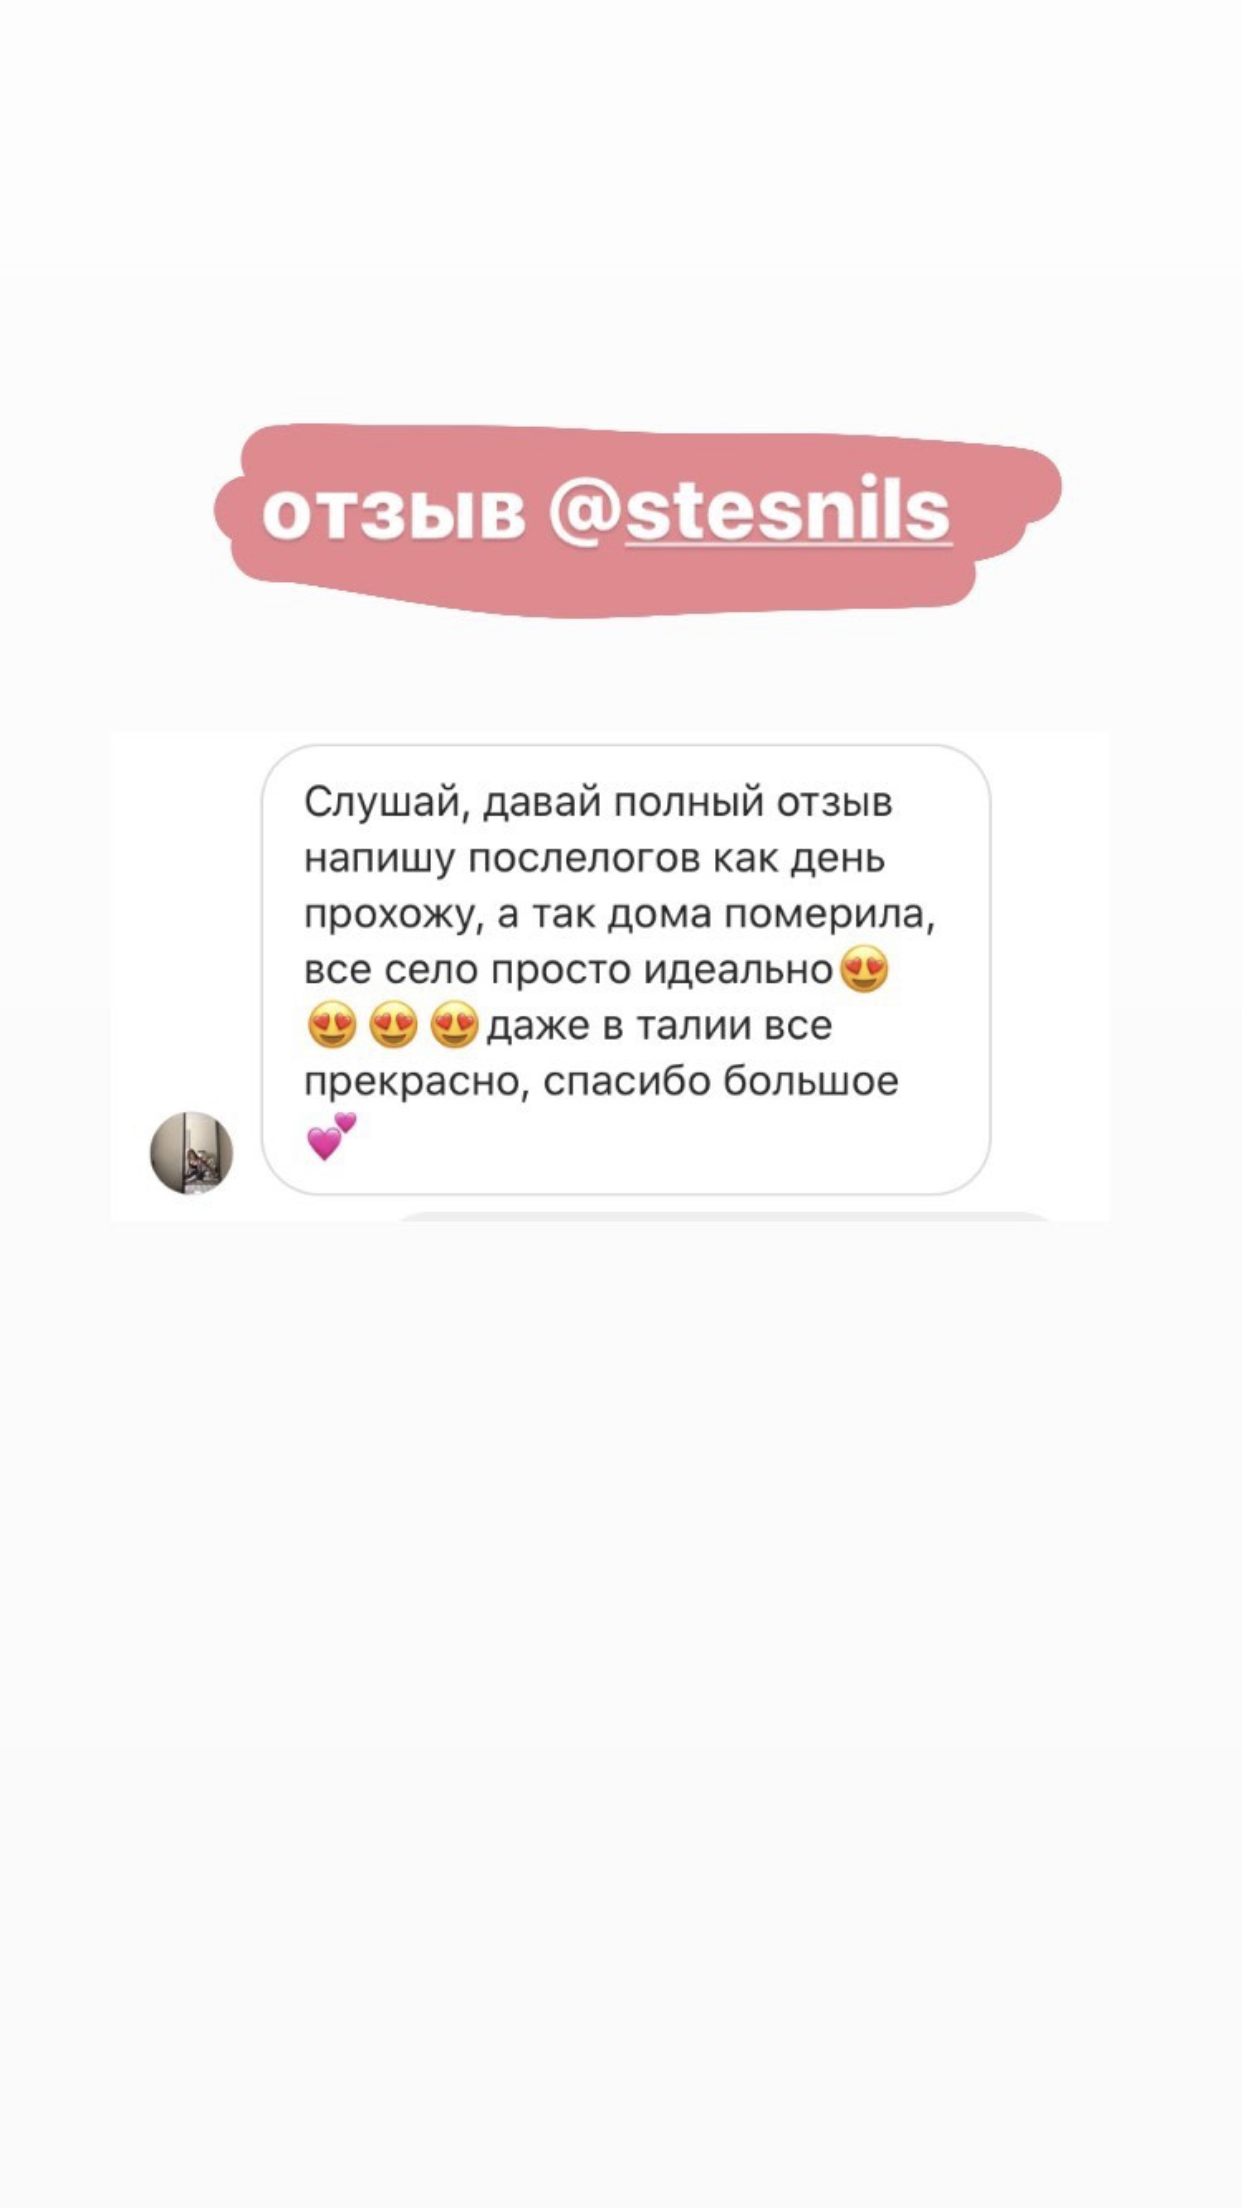 отзыв @stesnils
Слушай, давай полный отзыв
напишу послелогов как день
прохожу, а так дома померила,
все село просто идеально😍
😍😍😍даже в талии все
прекрасно, спасибо большое
💕